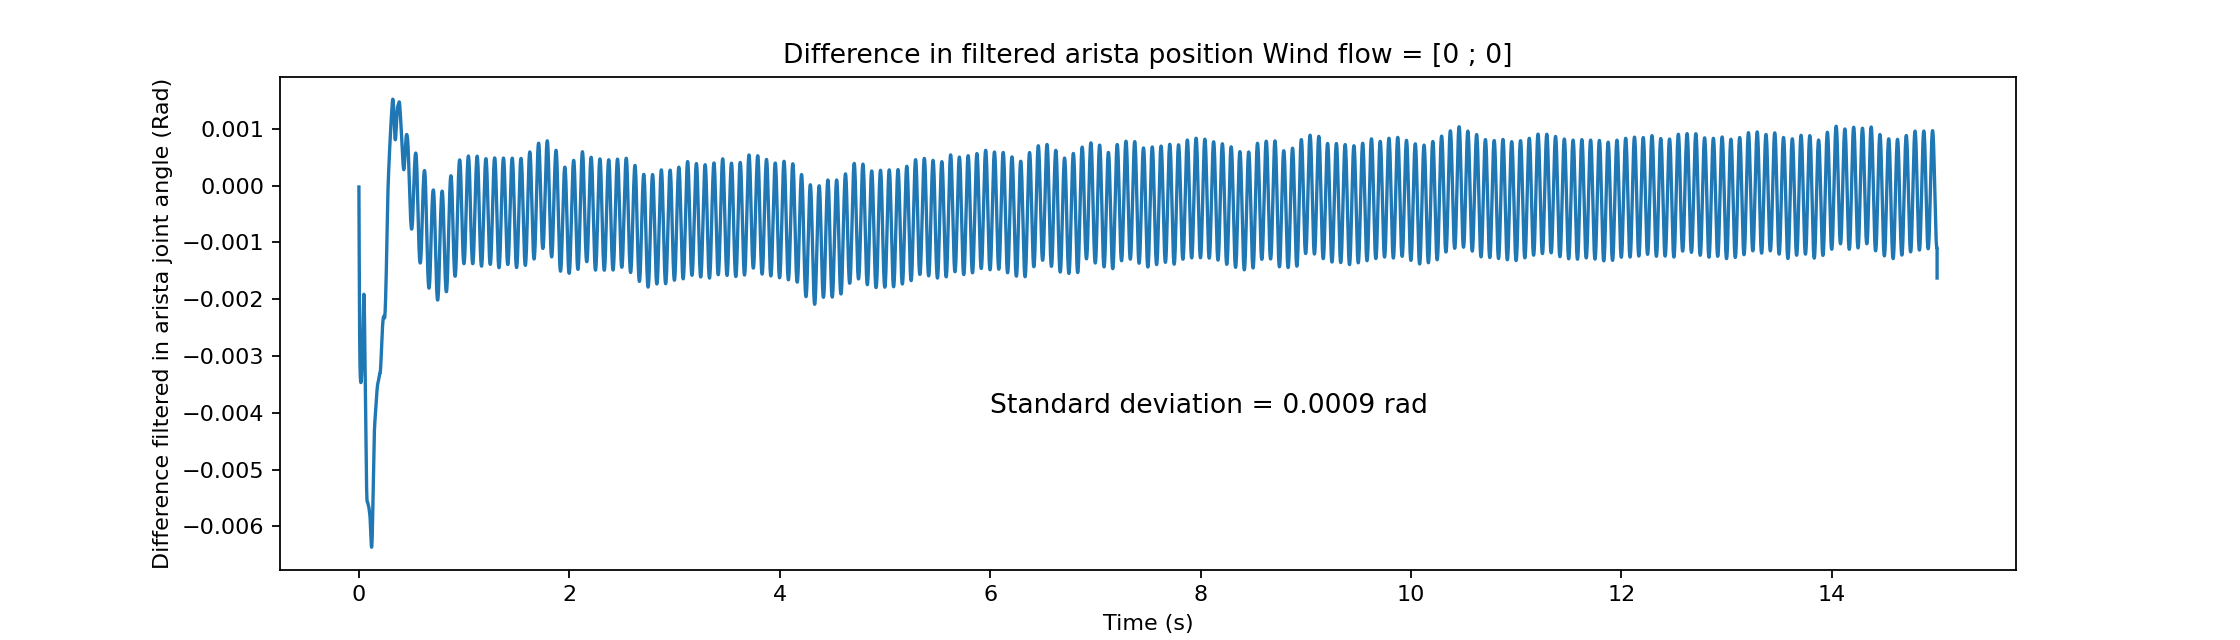 Difference in filtered arista position Wind flow = [0 ; 0]
Difference filtered in arista joint angle (Rad)
0.001
0.000
−0.001
−0.002
−0.003
−0.004
−0.005
−0.006
Standard deviation = 0.0009 rad
0 2 4 6 8 10 12 14
Time (s)